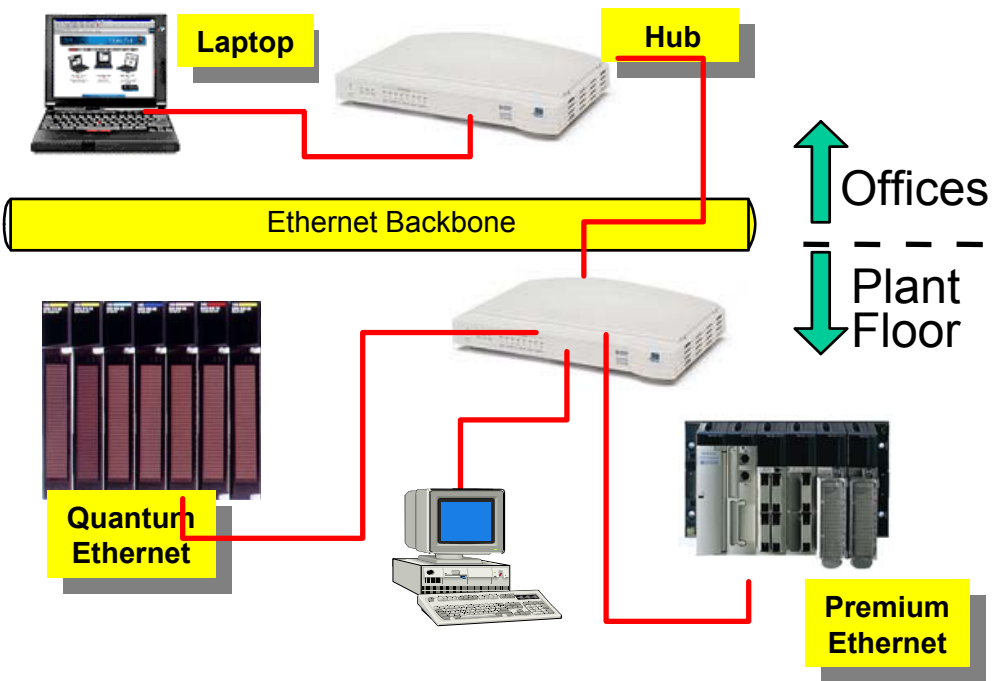 Laptop
Hub
Offices
Ethernet Backbone
Plant
Floor
Quantum
Ethernet
Premium
Ethernet